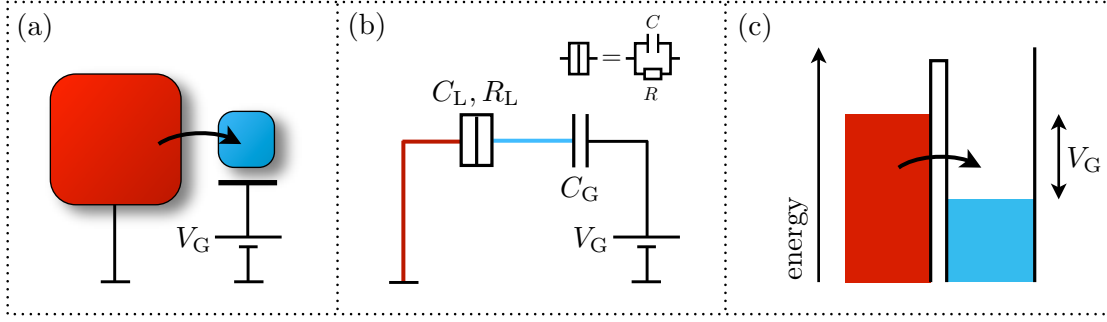 (a)
V_G
(b)
C_L, R_L
C_G
V_G
=
C
R
(c)
energy
V_G